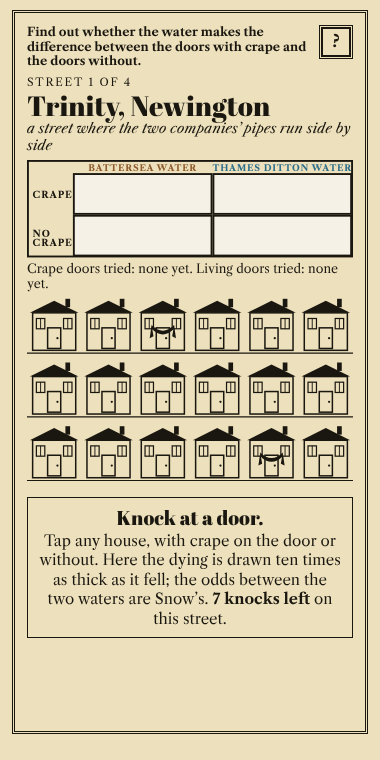 Find out whether the water makes the
difference between the doors with crape and
the doors without.
?
STREET 1 OF 4
Trinity, Newington
a street where the two companies’ pipes run side by
side
BATTERSEA WATER THAMES DITTON WATER
CRAPE
NO
CRAPE
Crape doors tried: none yet. Living doors tried: none
yet.
Knock at a door.
Tap any house, with crape on the door or
without. Here the dying is drawn ten times
as thick as it fell; the odds between the
two waters are Snow’s. 7 knocks left on
this street.